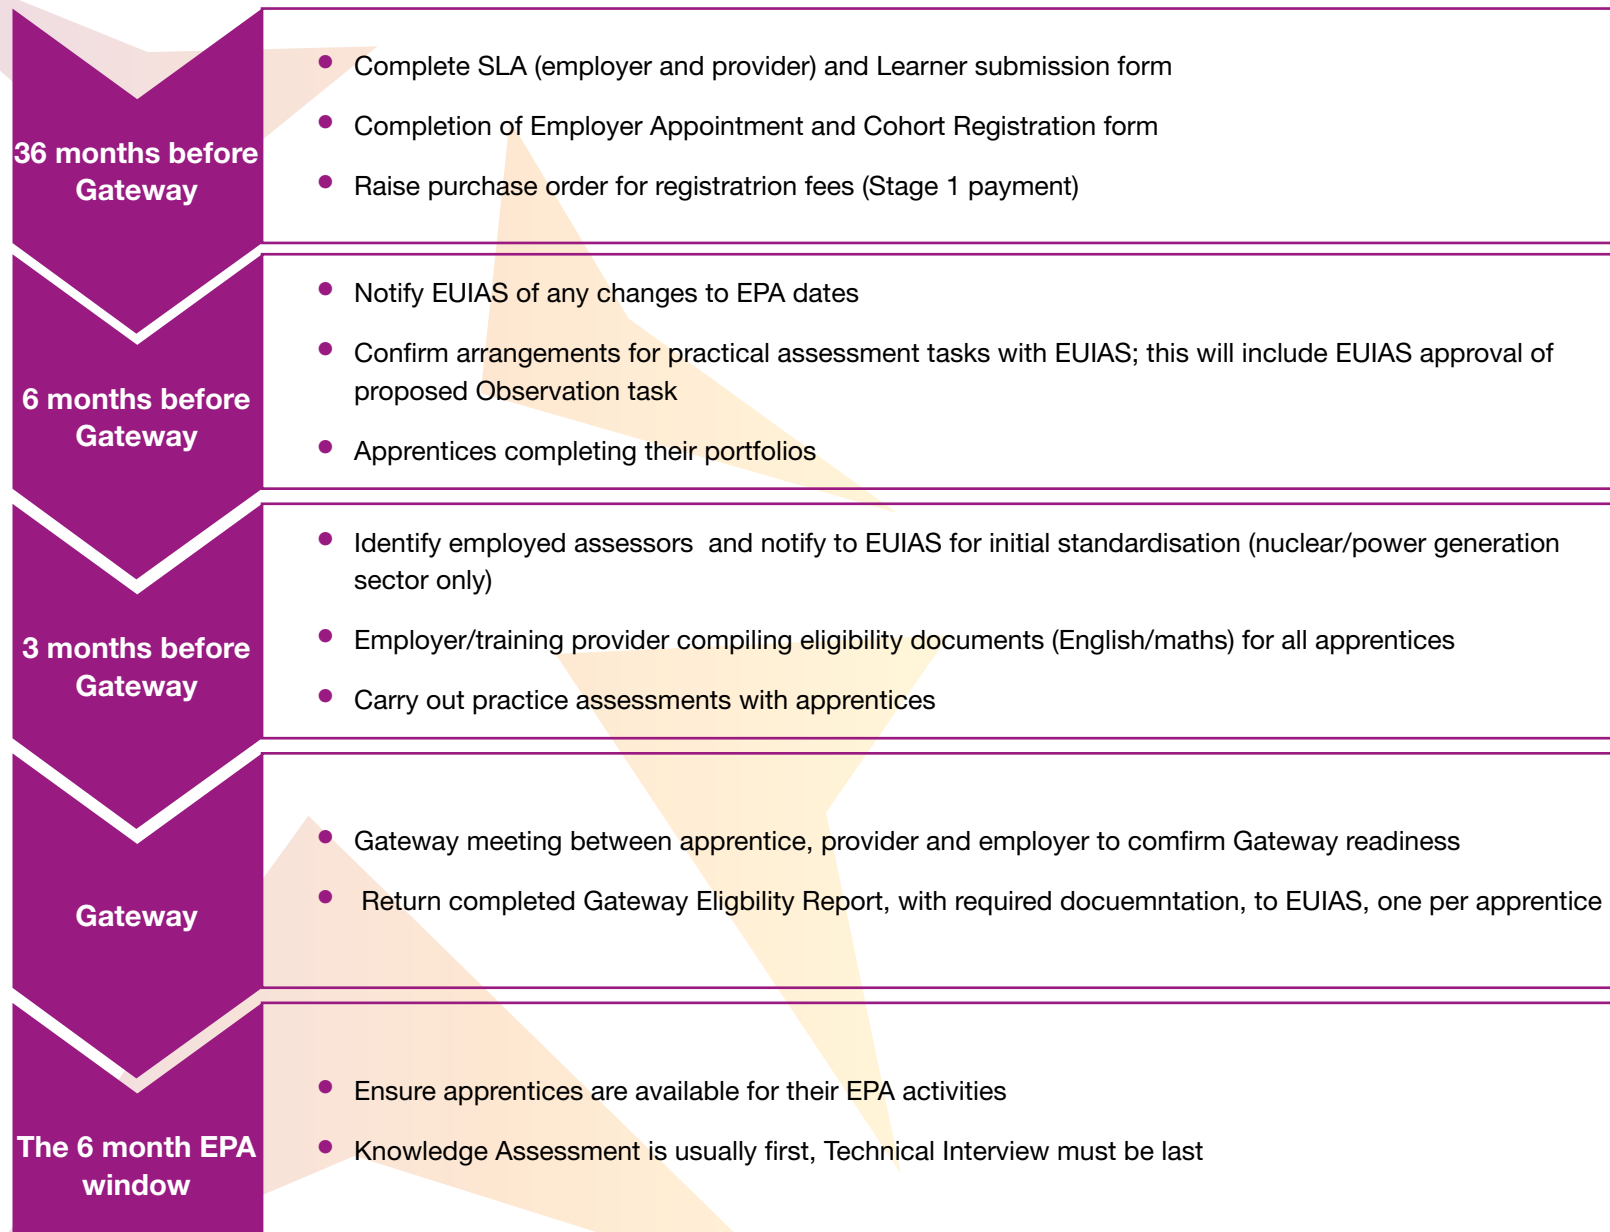 36 months before
Gateway
• Complete SLA (employer and provider) and Learner submission form
• Completion of Employer Appointment and Cohort Registration form
• Raise purchase order for registratrion fees (Stage 1 payment)
6 months before
Gateway
• Notify EUIAS of any changes to EPA dates
• Confirm arrangements for practical assessment tasks with EUIAS; this will include EUIAS approval of
proposed Observation task
• Apprentices completing their portfolios
3 months before
Gateway
• Identify employed assessors  and notify to EUIAS for initial standardisation (nuclear/power generation
sector only)
• Employer/training provider compiling eligibility documents (English/maths) for all apprentices
• Carry out practice assessments with apprentices
Gateway
• Gateway meeting between apprentice, provider and employer to comfirm Gateway readiness
• Return completed Gateway Eligbility Report, with required docuemntation, to EUIAS, one per apprentice
The 6 month EPA
window
• Ensure apprentices are available for their EPA activities
• Knowledge Assessment is usually first, Technical Interview must be last